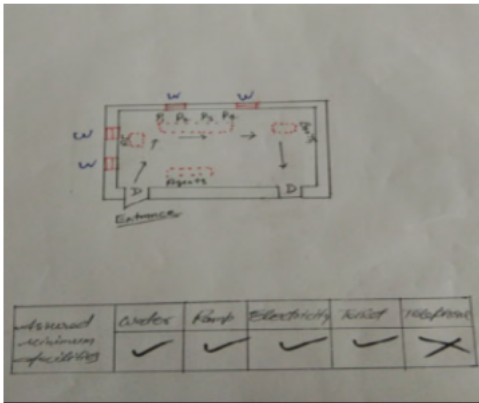 W W
P1, P2, P3, P4
W
W
D D
Agents
Entrance
Assured Water Ramp Electricity Toilet Telephone
Minimum
facilities